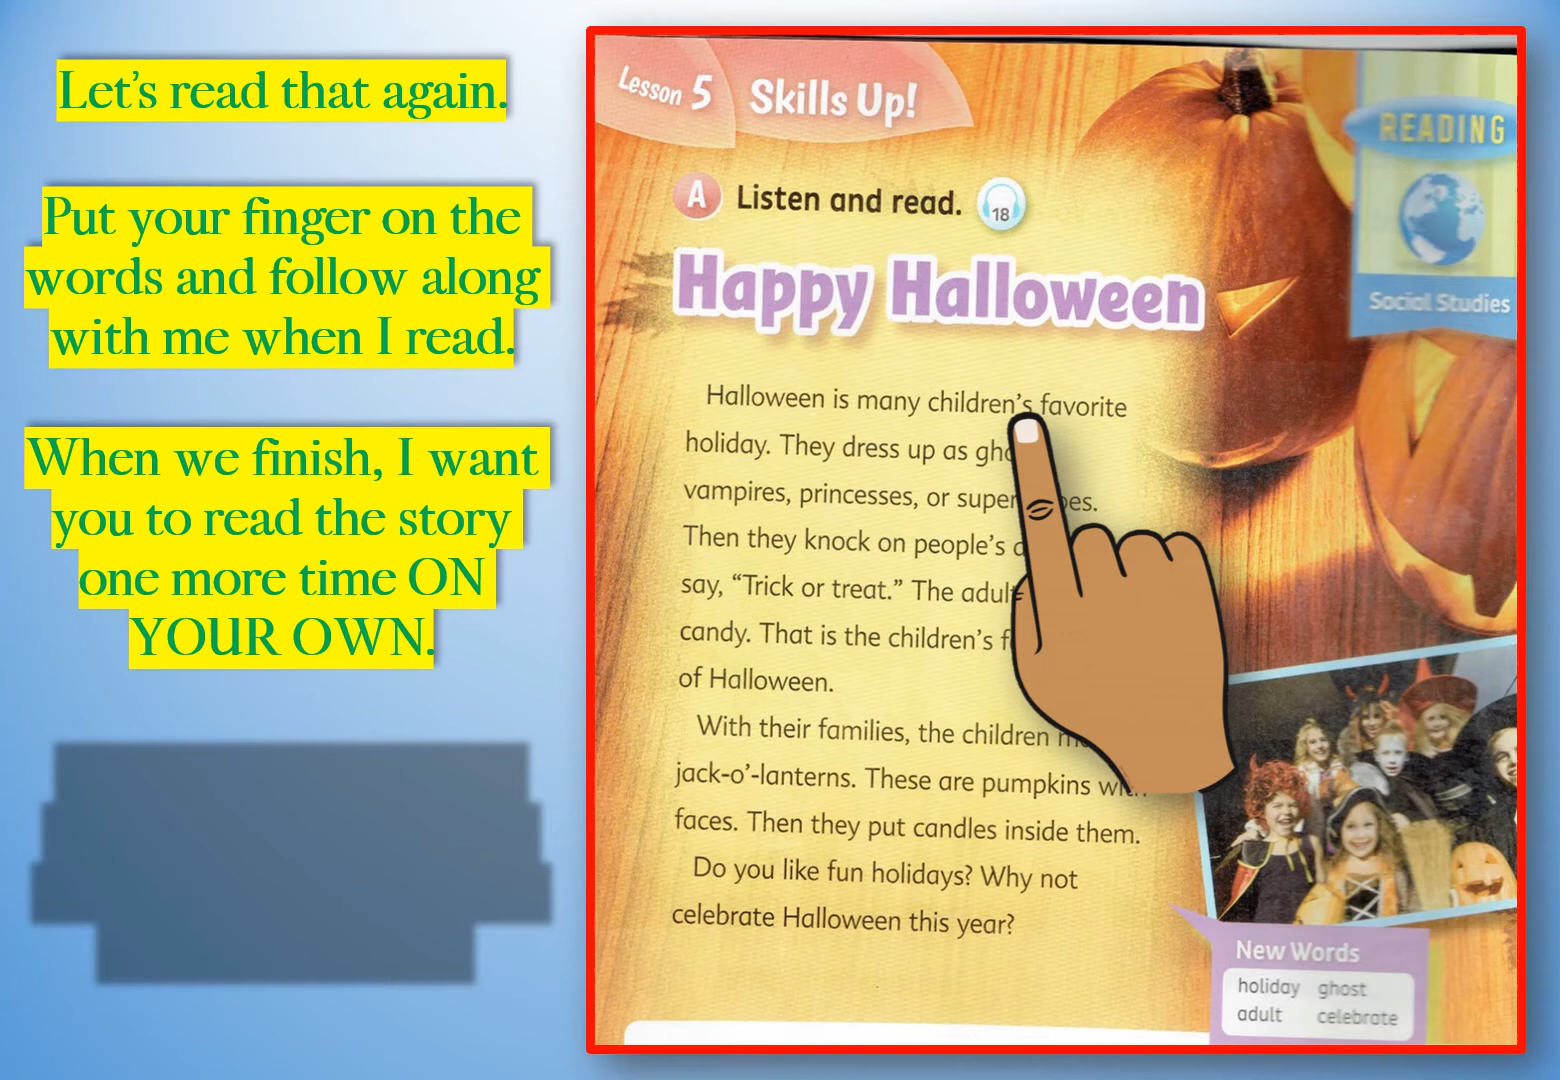 Let's read that again.
Put your finger on the
words and follow along
with me when I read.
When we finish, I want
you to read the story
one more time ON
YOUR OWN.
Lesson 5
Skills Up!
READING
Social Studies
A Listen and read. 18
Happy Halloween
Halloween is many children's favorite
holiday. They dress up as
vampires, princesses, or
Then they knock on people's
say, "Trick or treat." The
candy. That is the children's
of Halloween.
With their families, the children
jack-o'-lanterns. These are pumpkins with
faces. Then they put candles inside them.
Do you like fun holidays? Why not
celebrate Halloween this year?
New Words
holiday ghost
adult celebrate